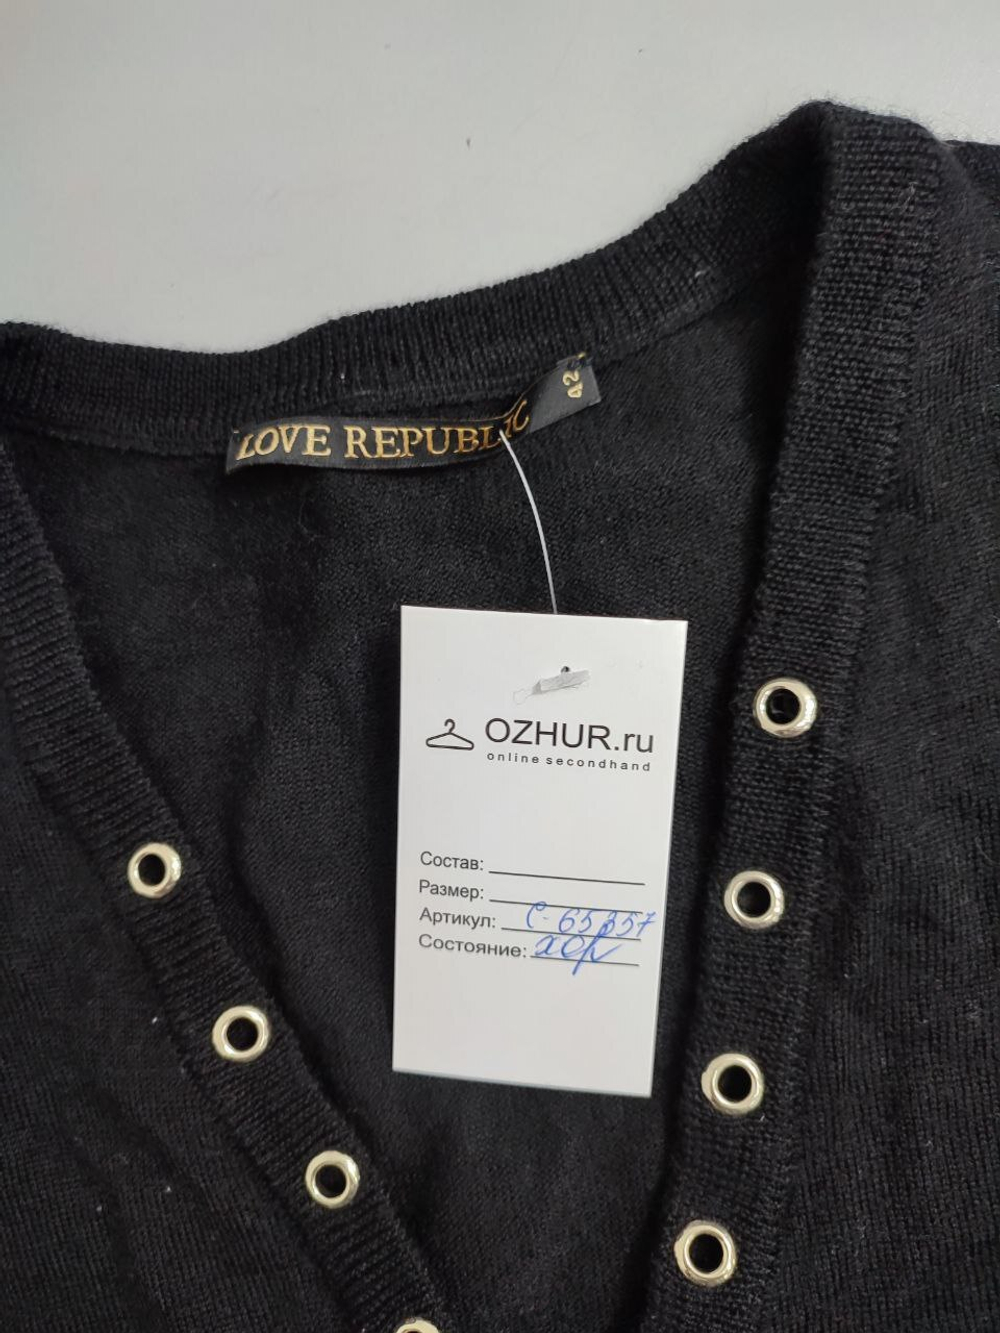 LOVE REPUBLIC
42
OZHUR.ru
online secondhand
Состав:
Размер:
Артикул: С-65357
Состояние: хор